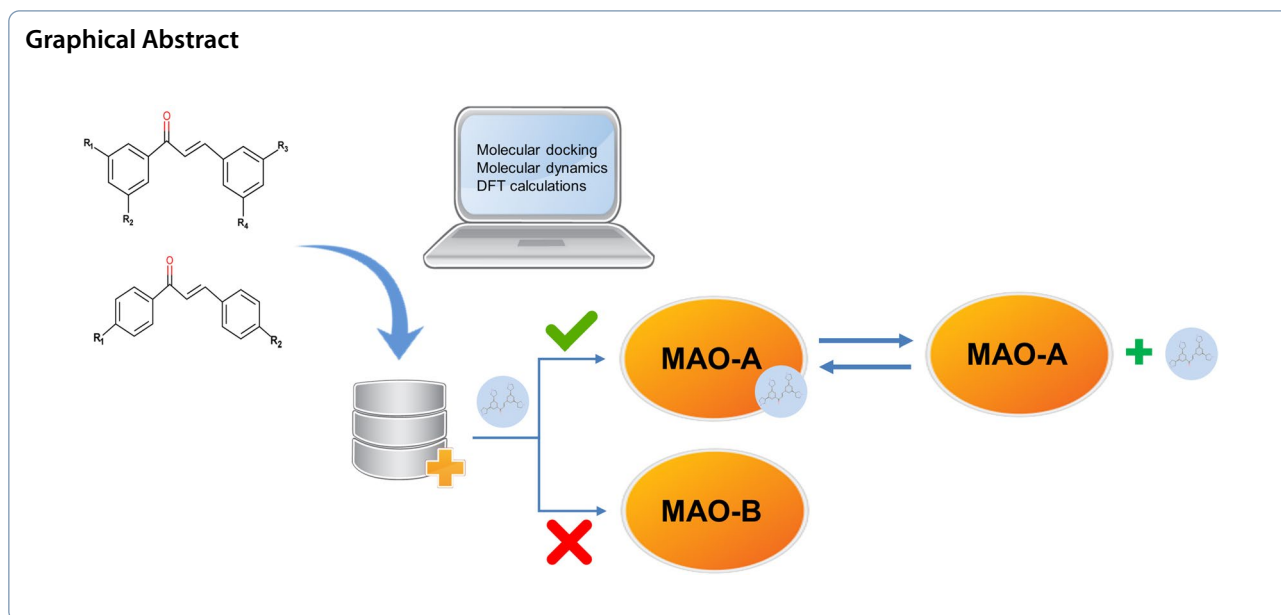 Graphical Abstract
O
R1
R3
R2
R4
O
R1
R2
Molecular docking
Molecular dynamics
DFT calculations
MAO-A
MAO-A
MAO-B